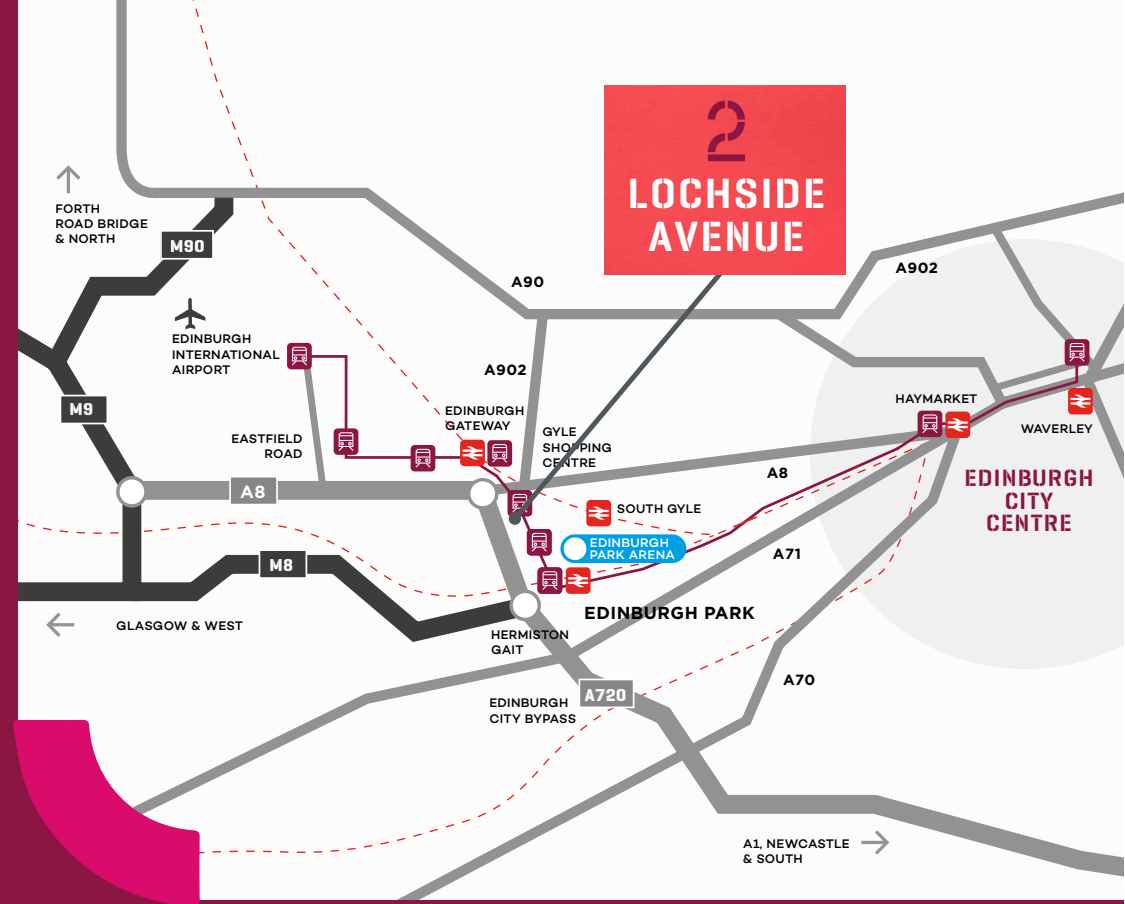 2
LOCHSIDE
AVENUE
FORTH
ROAD BRIDGE
& NORTH
M90
A90
A902
EDINBURGH
INTERNATIONAL
AIRPORT
A902
M9
EDINBURGH
GATEWAY
HAYMARKET
WAVERLEY
EASTFIELD
ROAD
GYLE
SHOPPING
CENTRE
A8
A8
EDINBURGH
CITY
CENTRE
SOUTH GYLE
EDINBURGH
PARK ARENA
A71
M8
EDINBURGH PARK
GLASGOW & WEST
HERMISTON
GAIT
A70
A720
EDINBURGH
CITY BYPASS
A1, NEWCASTLE
& SOUTH